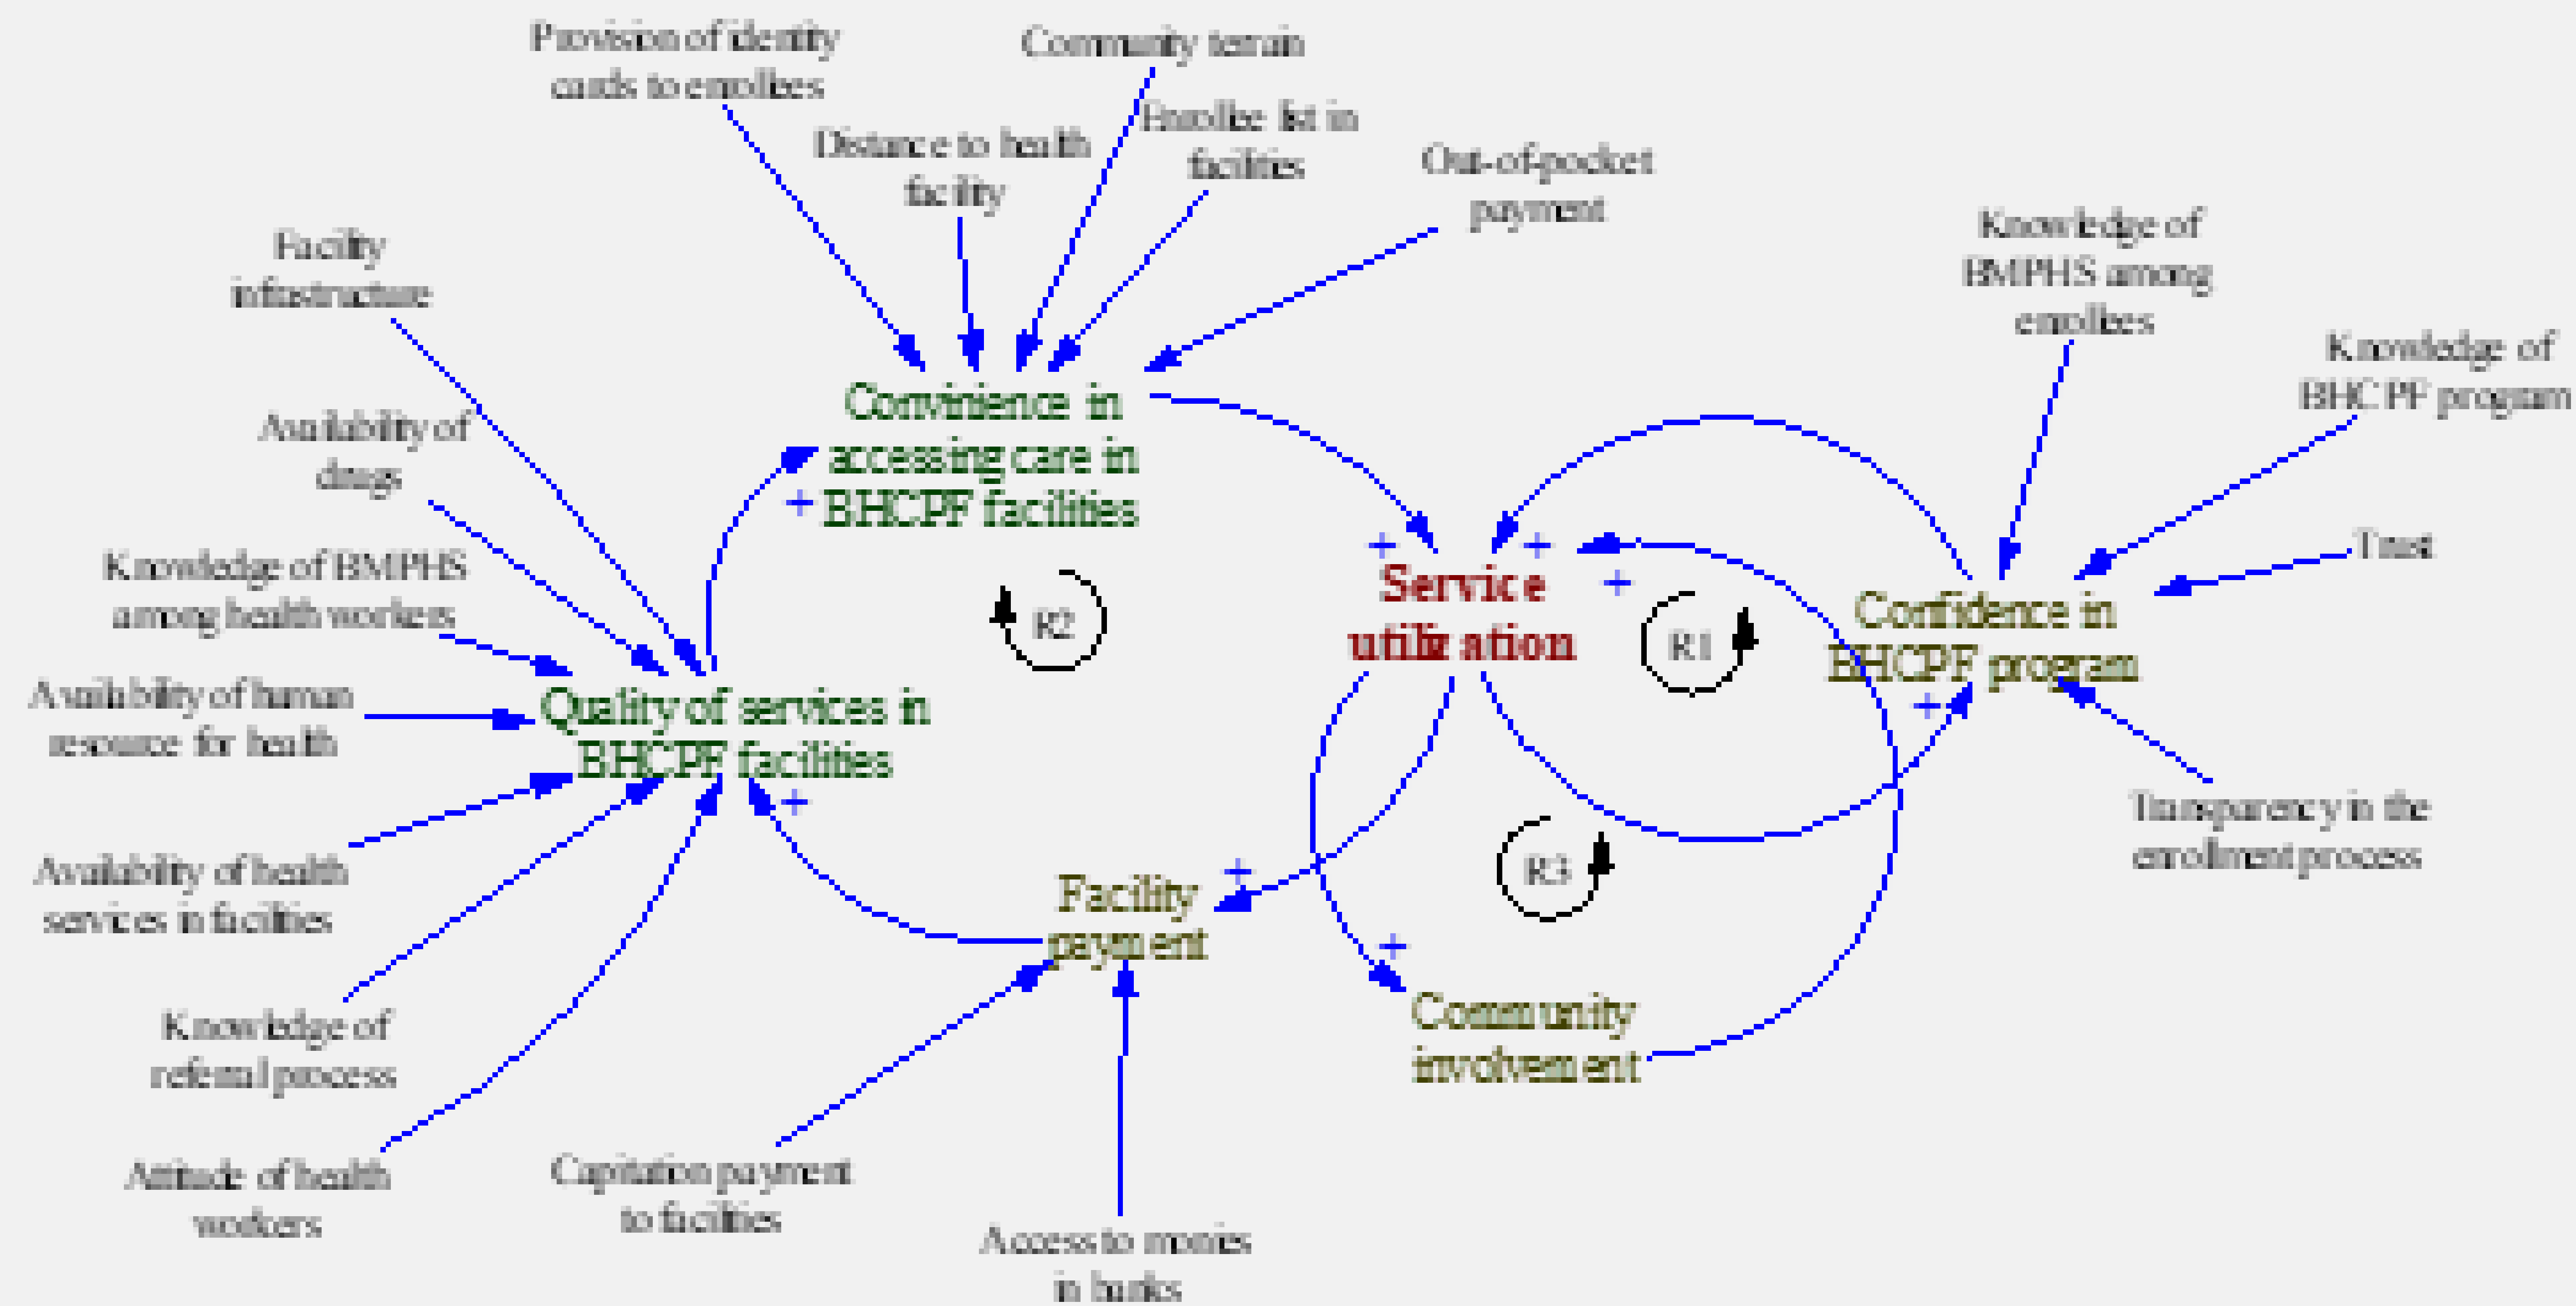 Provision of identity
cards to enrollees
Community terrain
Distance to health
facility
Enrollee list in
facilities
Out-of-pocket
payment
Facility
infrastructure
Knowledge of
BMPHS among
enrollees
Knowledge of
BHCPF program
Availability of
drugs
Convinience in
accessing care in
BHCPF facilities
+
Knowledge of BMPHS
among health workers
+
+
+
Service
utilization
Trust
Confidence in
BHCPF program
+
R2
R1
Availability of human
resource for health
Quality of services in
BHCPF facilities
+
Availability of health
services in facilities
+
Facility
payment
R3
Transparency in the
enrollment process
+
Community
involvement
Knowledge of
referral process
Attitude of health
workers
Capitation payment
to facilities
Access to monies
in banks